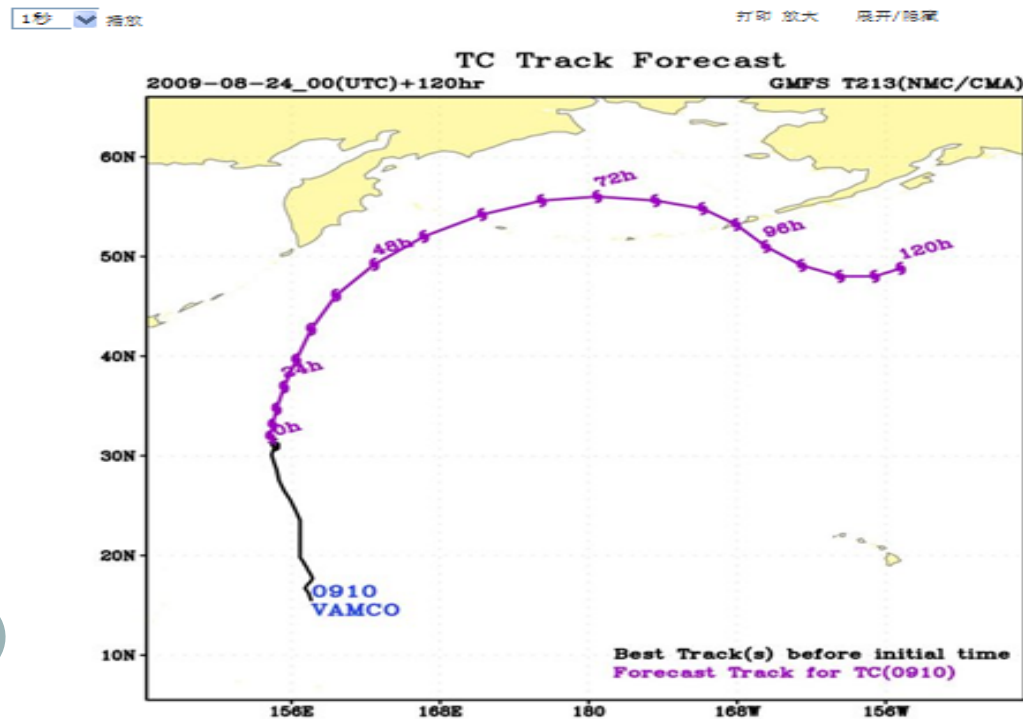 1秒 播放 打印 放大 展开/隐藏
TC Track Forecast
2009-08-24_00(UTC)+120hr GMFS T213(NMC/CMA)
60N
72h
96h
48h
120h
50N
40N
24h
0h
30N
20N
0910
VAMCO
10N
Best Track(s) before initial time
Forecast Track for TC(0910)
156E 168E 180 168W 156W